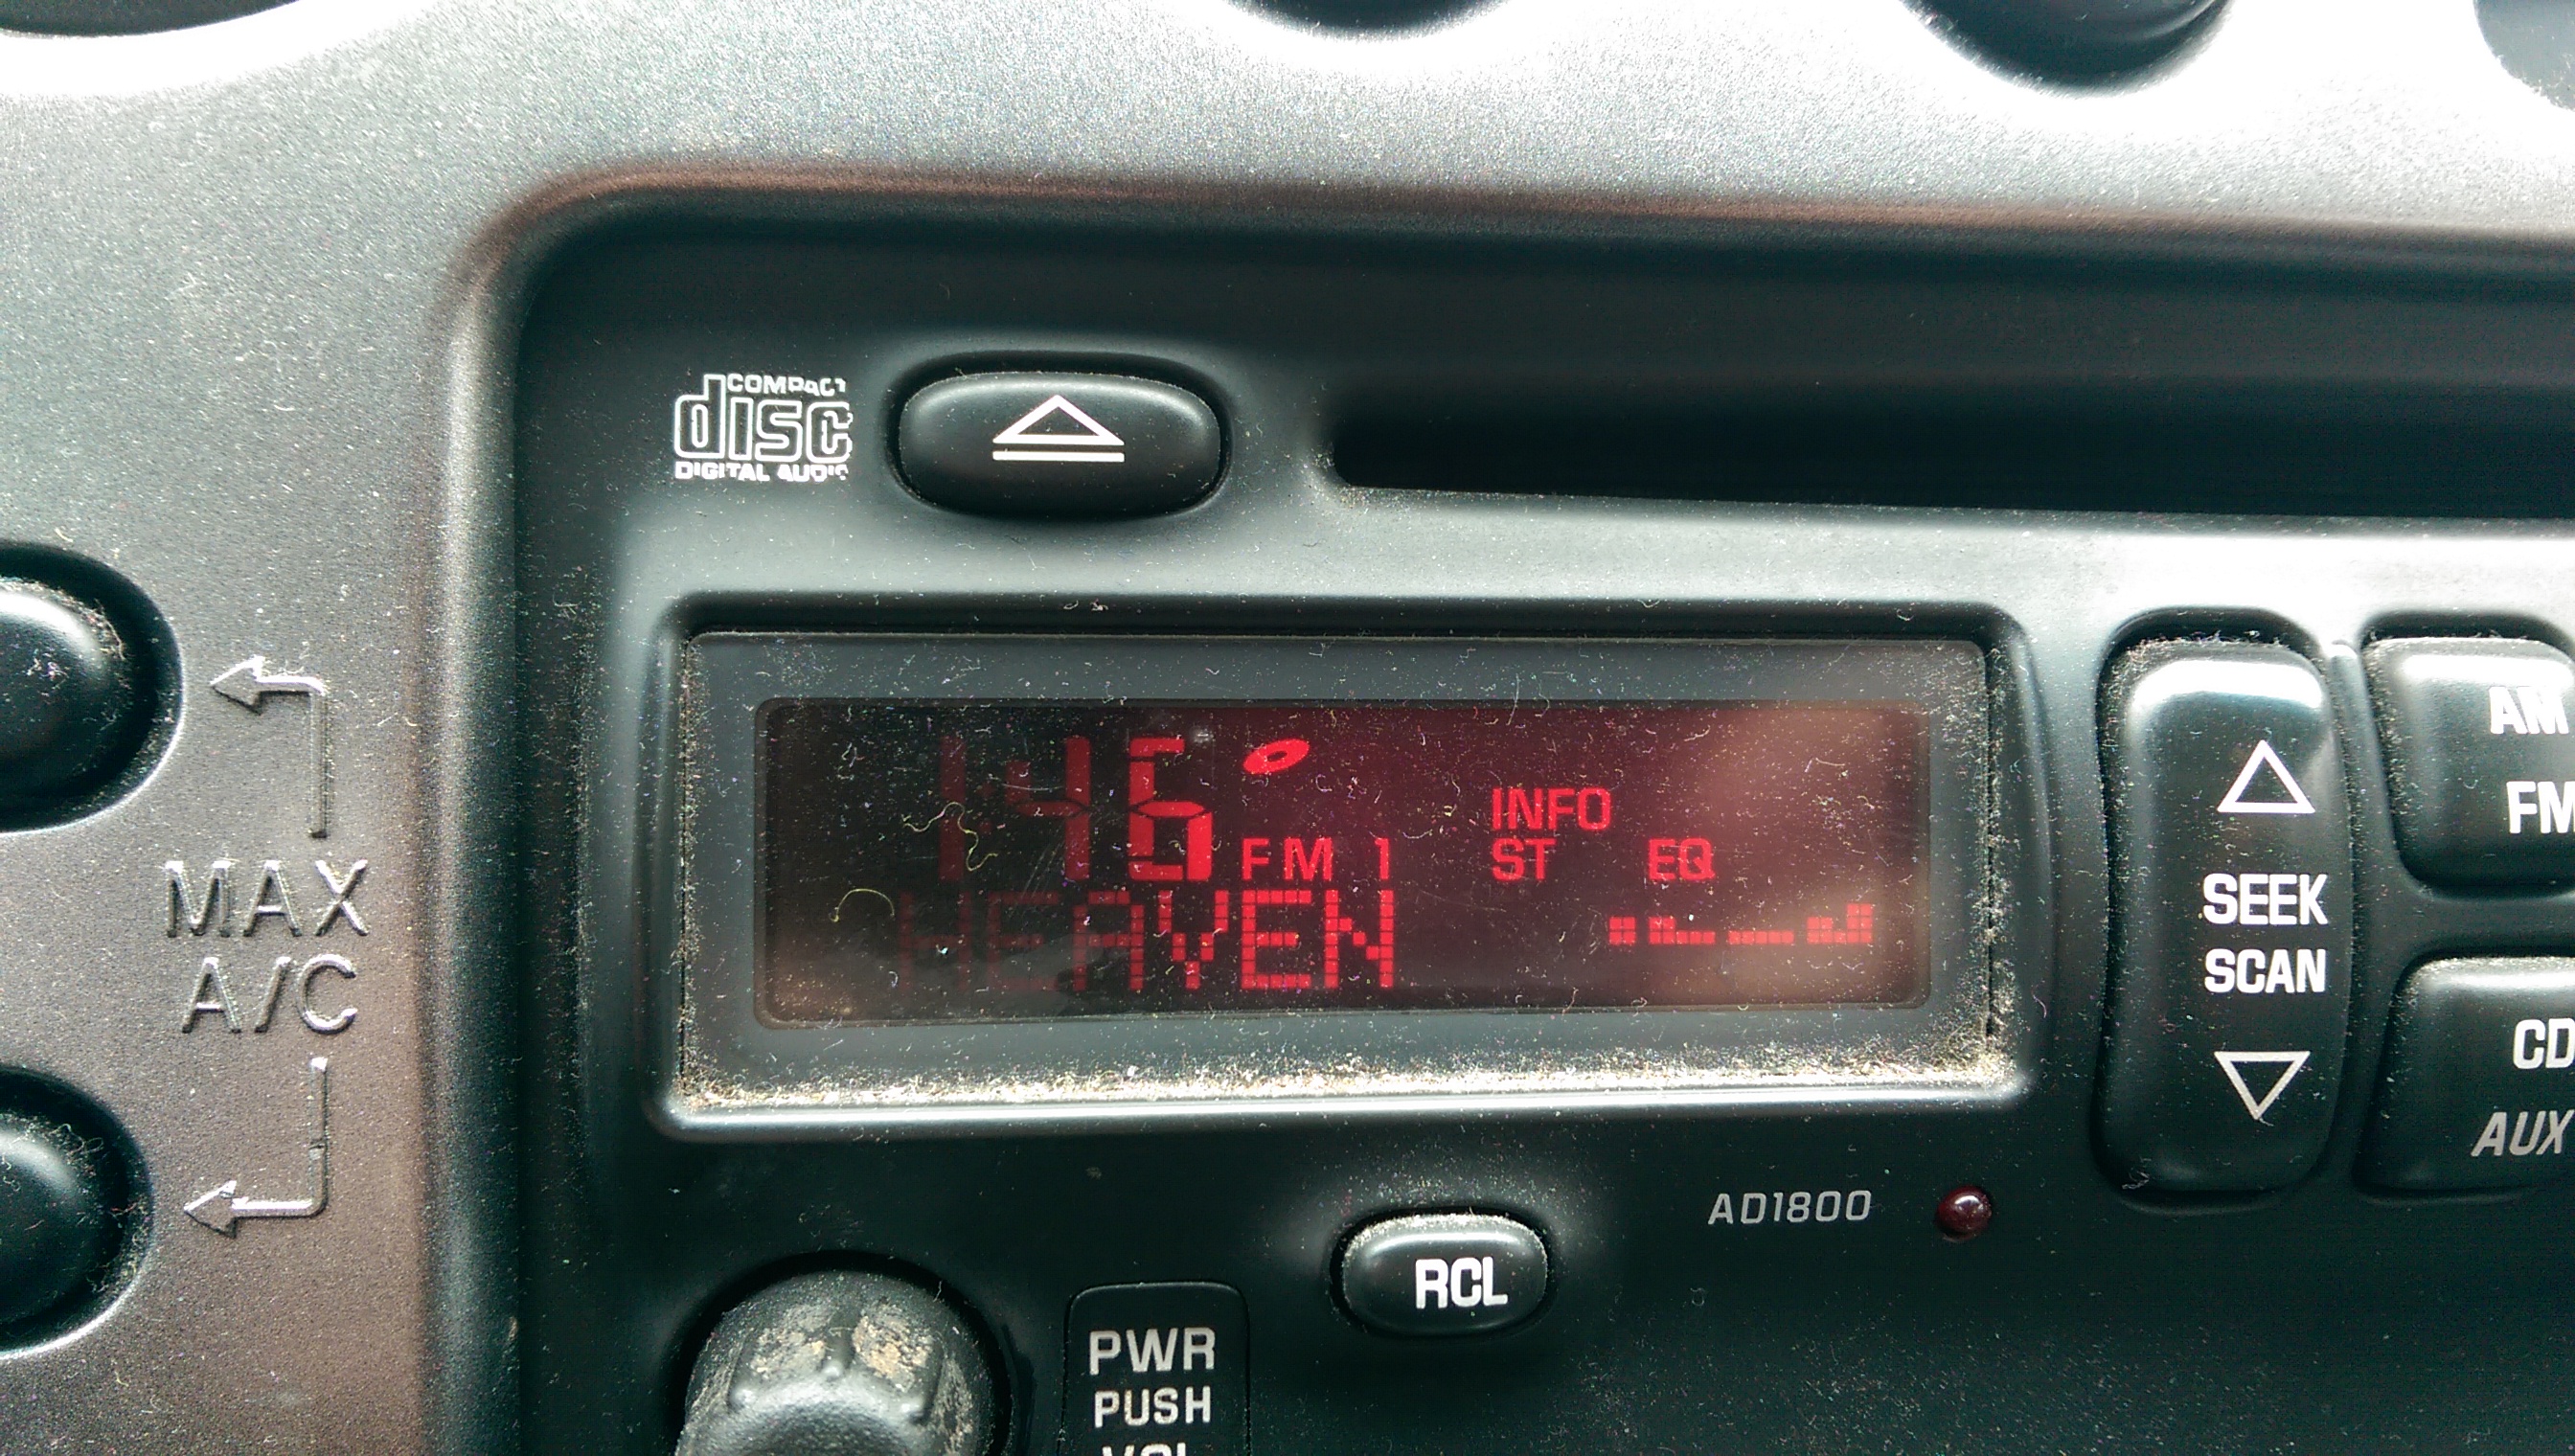 COMPACT
disc
DIGITAL AUDIO
1:46
FM 1
INFO
ST
EQ
HEAVEN
MAX
A/C
SEEK
SCAN
AM
FM
CD
AUX
AD1800
RCL
PWR
PUSH
VOL